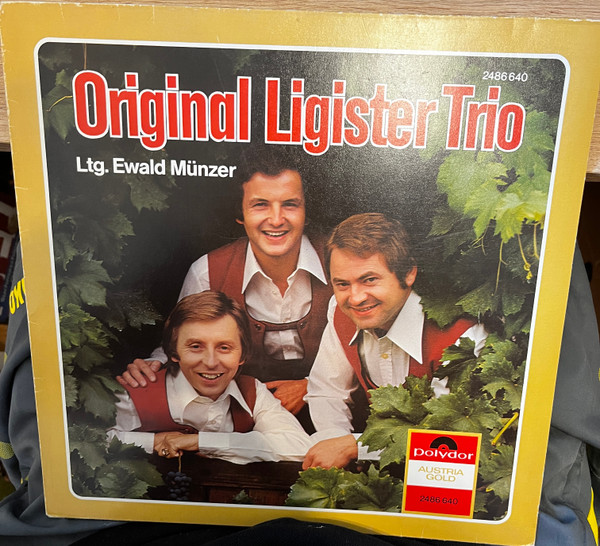 2486 640
Original Ligister Trio
Ltg. Ewald Münzer
polydor
AUSTRIA
GOLD
2486 640